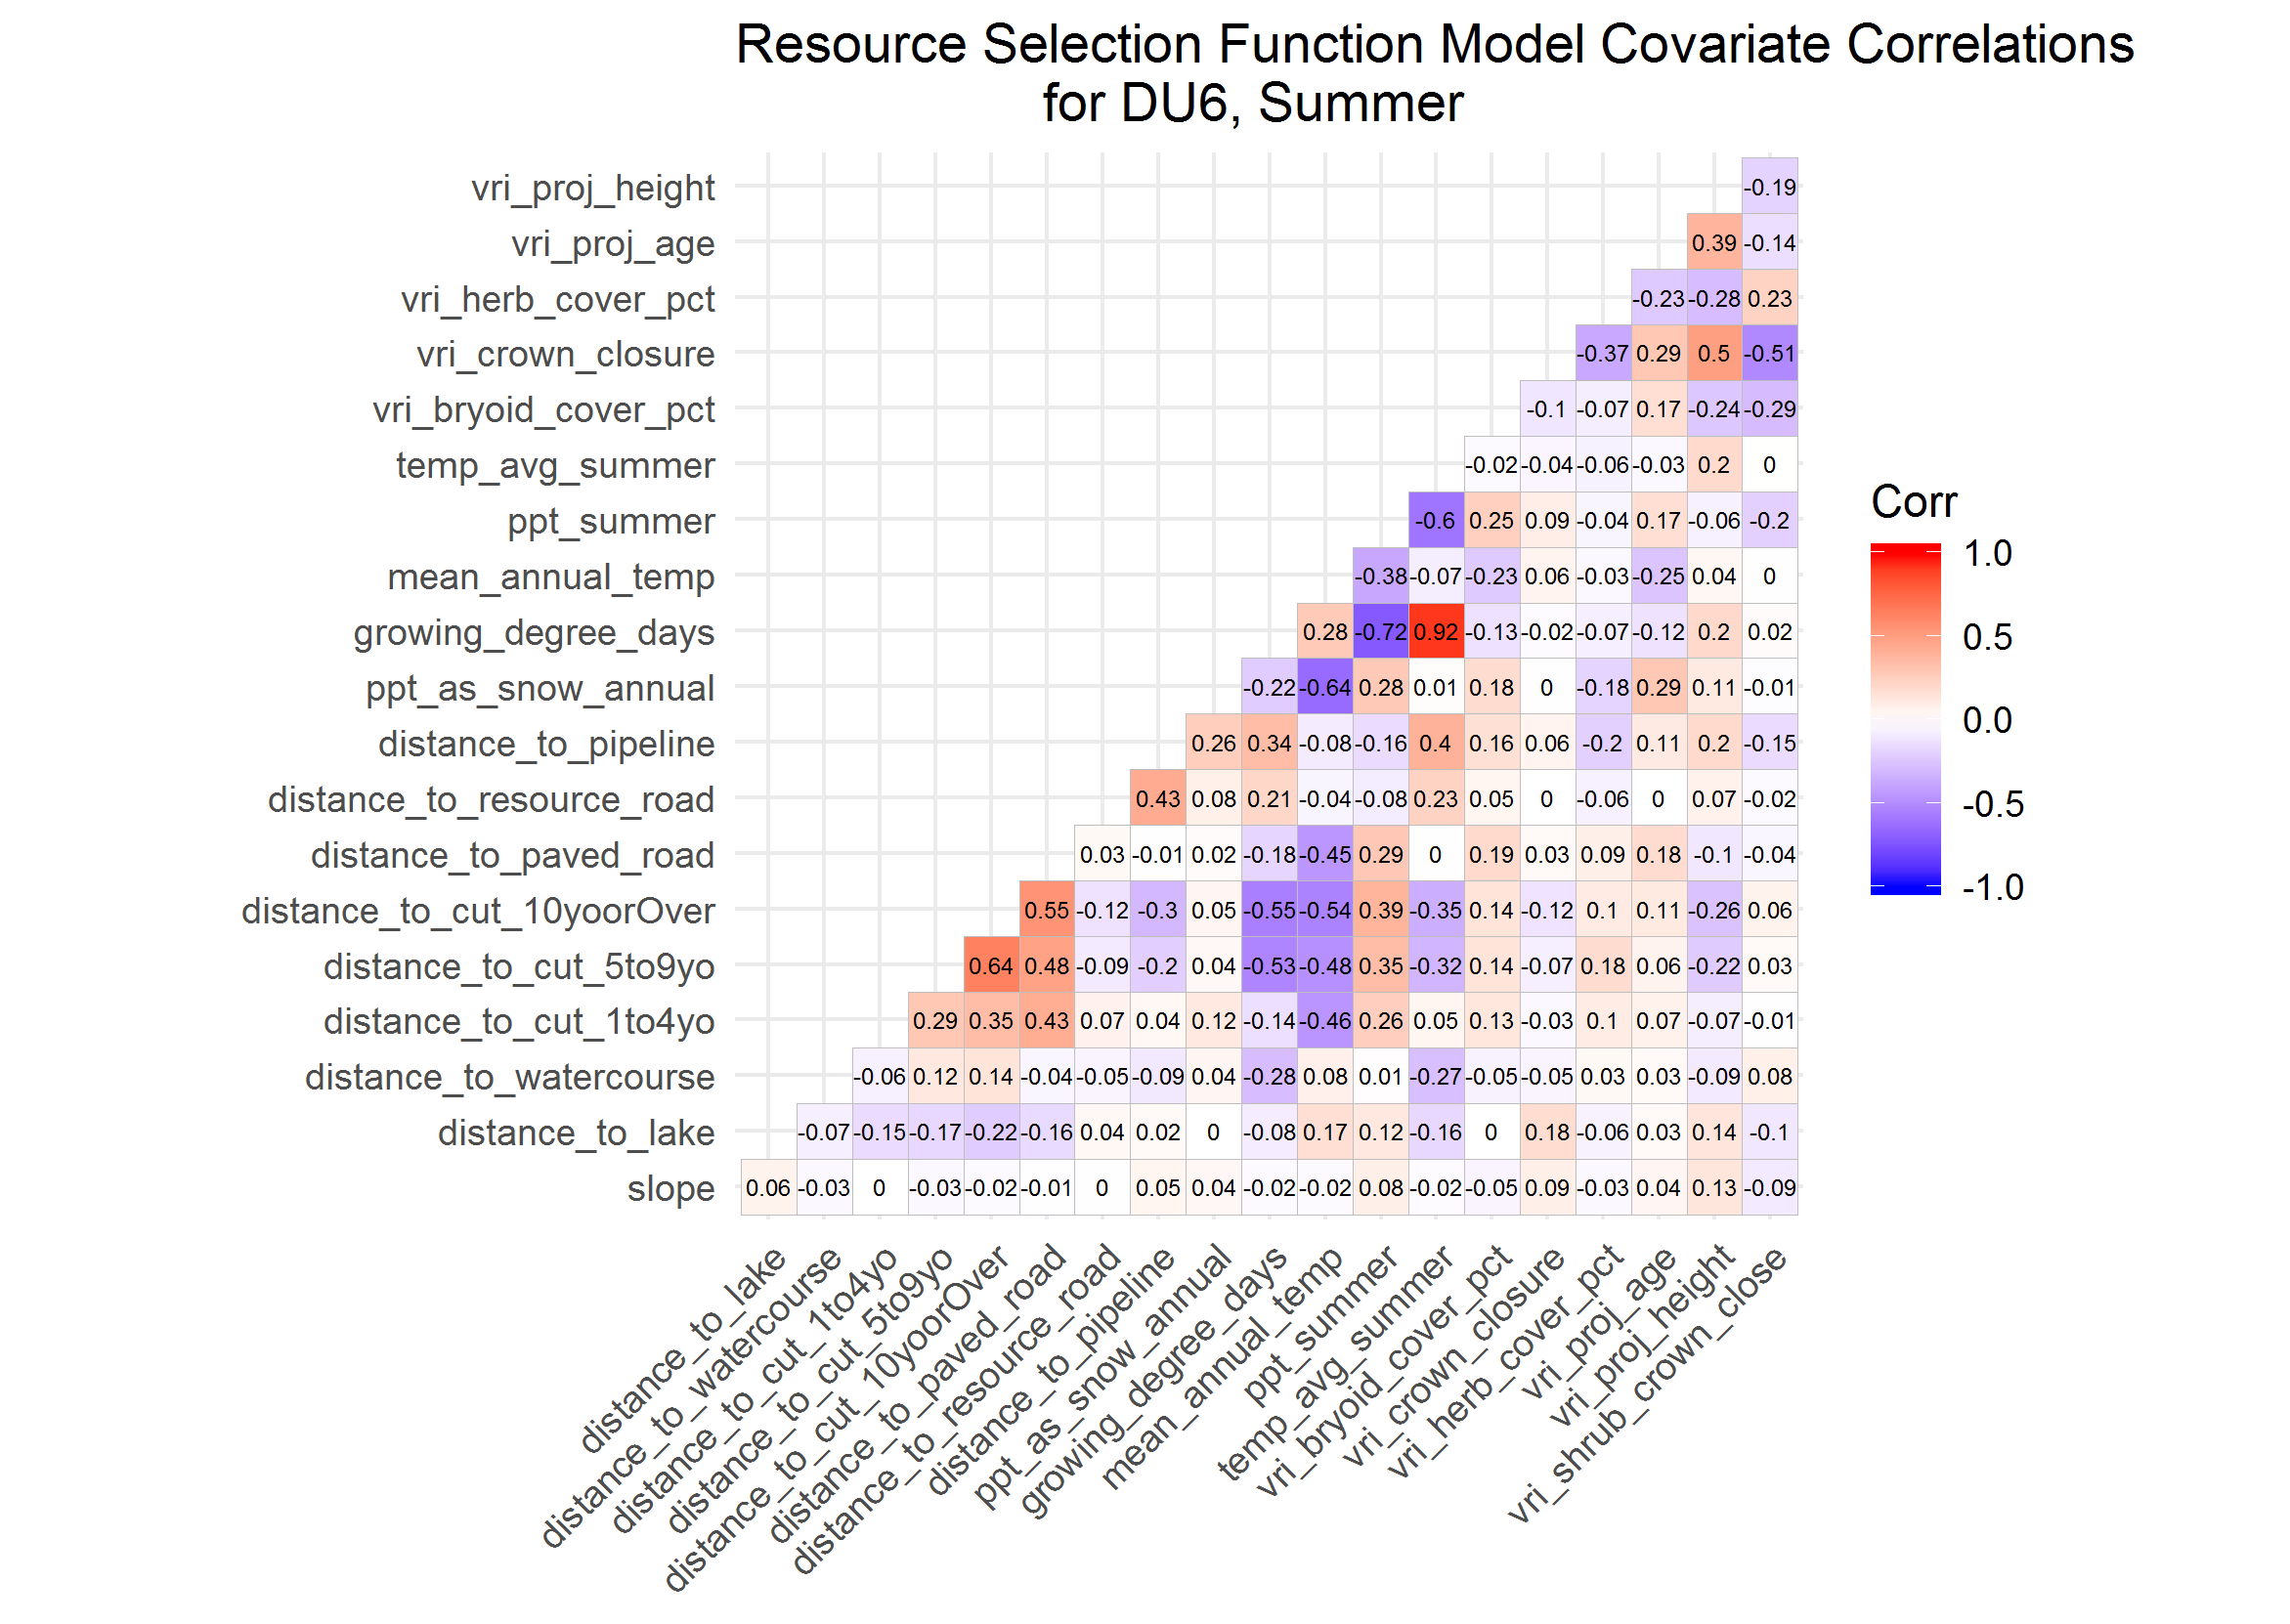 Resource Selection Function Model Covariate Correlations
for DU6, Summer
vri_proj_height -0.19
vri_proj_age 0.39 -0.14
vri_herb_cover_pct -0.23 -0.28 0.23
vri_crown_closure -0.37 0.29 0.5 -0.51
vri_bryoid_cover_pct -0.1 -0.07 0.17 -0.24 -0.29
temp_avg_summer -0.02 -0.04 -0.06 -0.03 0.2 0
ppt_summer -0.6 0.25 0.09 -0.04 0.17 -0.06 -0.2
mean_annual_temp -0.38 -0.07 -0.23 0.06 -0.03 -0.25 0.04 0
growing_degree_days 0.28 -0.72 0.92 -0.13 -0.02 -0.07 -0.12 0.2 0.02
ppt_as_snow_annual -0.22 -0.64 0.28 0.01 0.18 0 -0.18 0.29 0.11 -0.01
distance_to_pipeline 0.26 0.34 -0.08 -0.16 0.4 0.16 0.06 -0.2 0.11 0.2 -0.15
distance_to_resource_road 0.43 0.08 0.21 -0.04 -0.08 0.23 0.05 0 -0.06 0 0.07 -0.02
distance_to_paved_road 0.03 -0.01 0.02 -0.18 -0.45 0.29 0 0.19 0.03 0.09 0.18 -0.1 -0.04
distance_to_cut_10yoorOver 0.55 -0.12 -0.3 0.05 -0.55 -0.54 0.39 -0.35 0.14 -0.12 0.1 0.11 -0.26 0.06
distance_to_cut_5to9yo 0.64 0.48 -0.09 -0.2 0.04 -0.53 -0.48 0.35 -0.32 0.14 -0.07 0.18 0.06 -0.22 0.03
distance_to_cut_1to4yo 0.29 0.35 0.43 0.07 0.04 0.12 -0.14 -0.46 0.26 0.05 0.13 -0.03 0.1 0.07 -0.07 -0.01
distance_to_watercourse -0.06 0.12 0.14 -0.04 -0.05 -0.09 0.04 -0.28 0.08 0.01 -0.27 -0.05 -0.05 0.03 0.03 -0.09 0.08
distance_to_lake -0.07 -0.15 -0.17 -0.22 -0.16 0.04 0.02 0 -0.08 0.17 0.12 -0.16 0 0.18 -0.06 0.03 0.14 -0.1
slope 0.06 -0.03 0 -0.03 -0.02 -0.01 0 0.05 0.04 -0.02 -0.02 0.08 -0.02 -0.05 0.09 -0.03 0.04 0.13 -0.09
distance_to_lake
distance_to_watercourse
distance_to_cut_1to4yo
distance_to_cut_5to9yo
distance_to_cut_10yoorOver
distance_to_paved_road
distance_to_resource_road
distance_to_pipeline
ppt_as_snow_annual
growing_degree_days
mean_annual_temp
ppt_summer
temp_avg_summer
vri_bryoid_cover_pct
vri_crown_closure
vri_herb_cover_pct
vri_proj_age
vri_proj_height
vri_shrub_crown_close
Corr
1.0
0.5
0.0
-0.5
-1.0